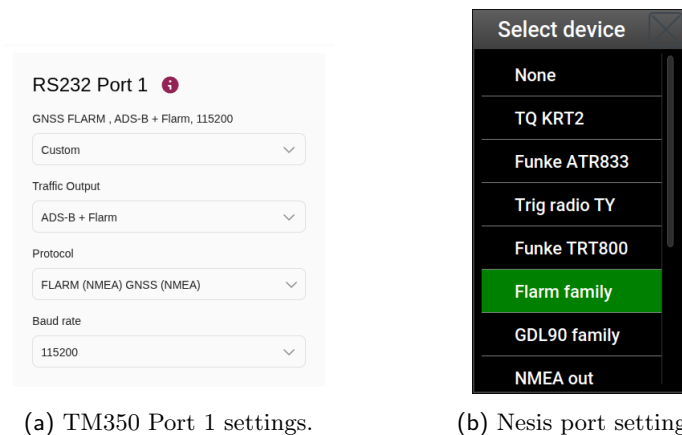 RS232 Port 1
GNSS FLARM , ADS-B + Flarm, 115200
Custom
Traffic Output
ADS-B + Flarm
Protocol
FLARM (NMEA) GNSS (NMEA)
Baud rate
115200
(a) TM350 Port 1 settings.
Select device
None
TQ KRT2
Funke ATR833
Trig radio TY
Funke TRT800
Flarm family
GDL90 family
NMEA out
(b) Nesis port setting